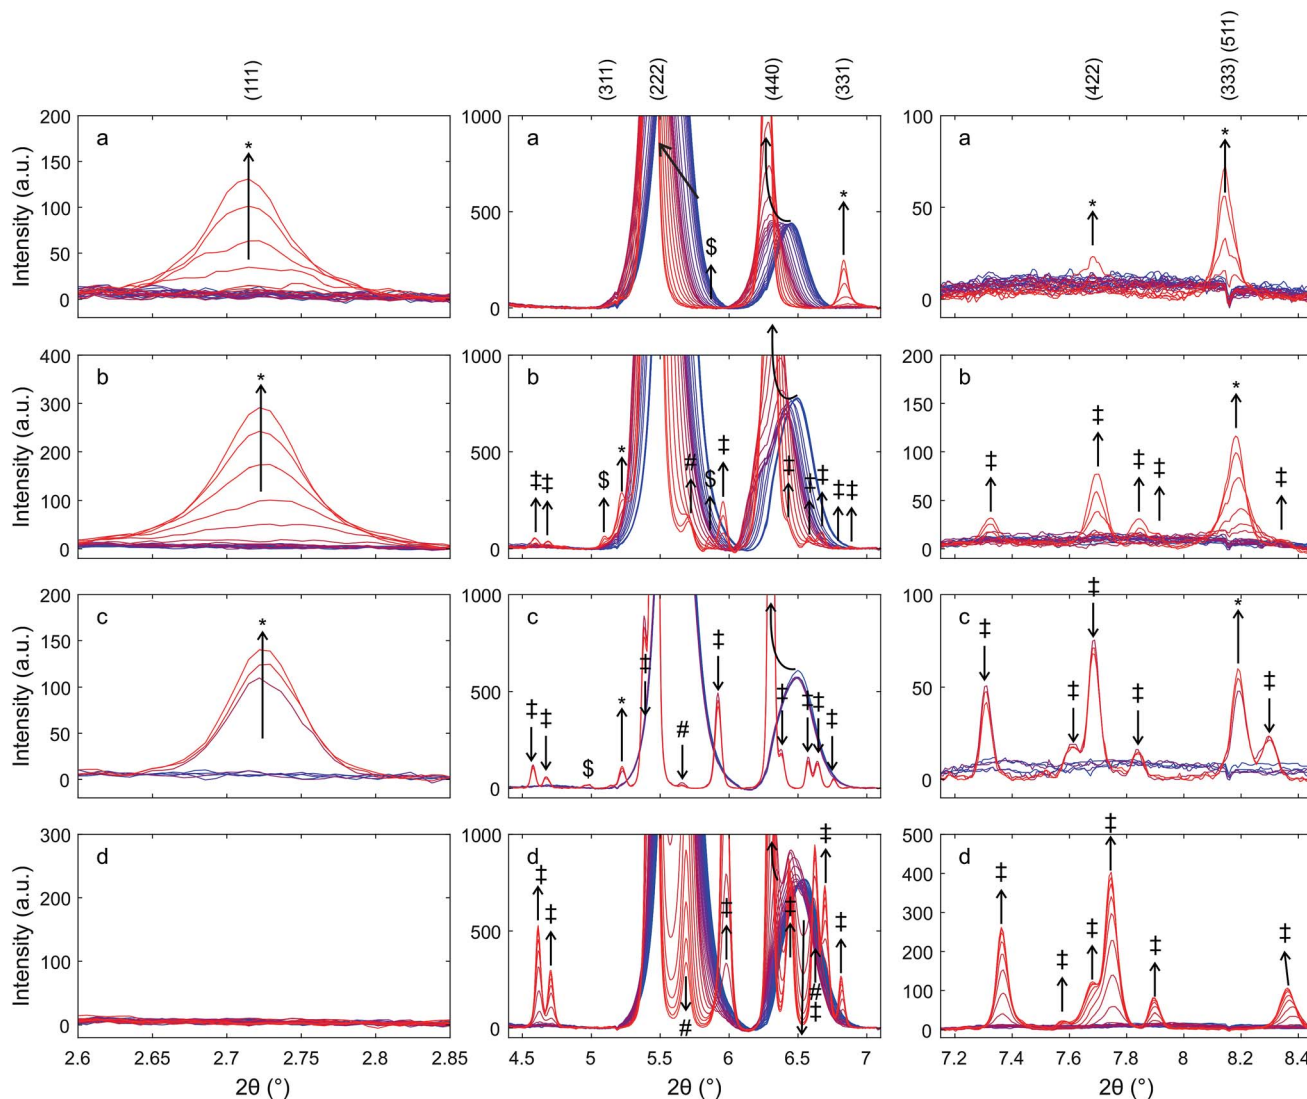 (111) (311) (222) (440) (331) (422) (333) (511)
200 a * 1000 a $ * 100 a * *
150
100 500 50
50
0 0 0
Intensity (a.u.)
400 b * 1000 b ‡ ‡ $ * # $ ‡ ‡ ‡ ‡ ‡ ‡ 200 b ‡ ‡ ‡ ‡ * ‡
300 150
200 500 100
100 50
0 0 0
Intensity (a.u.)
200 c * 1000 c ‡ ‡ $ * ‡ # ‡ ‡ ‡ ‡ ‡ 100 c ‡ ‡ ‡ ‡ * ‡
150
100 500 50
50
0 0 0
Intensity (a.u.)
300 d 1000 d ‡ ‡ # ‡ ‡ # ‡ ‡ ‡ 500 d ‡ ‡ ‡ ‡ ‡ ‡
400
200 300
500
100 200
100
0 0 0
Intensity (a.u.)
2.6 2.65 2.7 2.75 2.8 2.85 4.5 5 5.5 6 6.5 7 7.2 7.4 7.6 7.8 8 8.2 8.4
2θ (°) 2θ (°) 2θ (°)